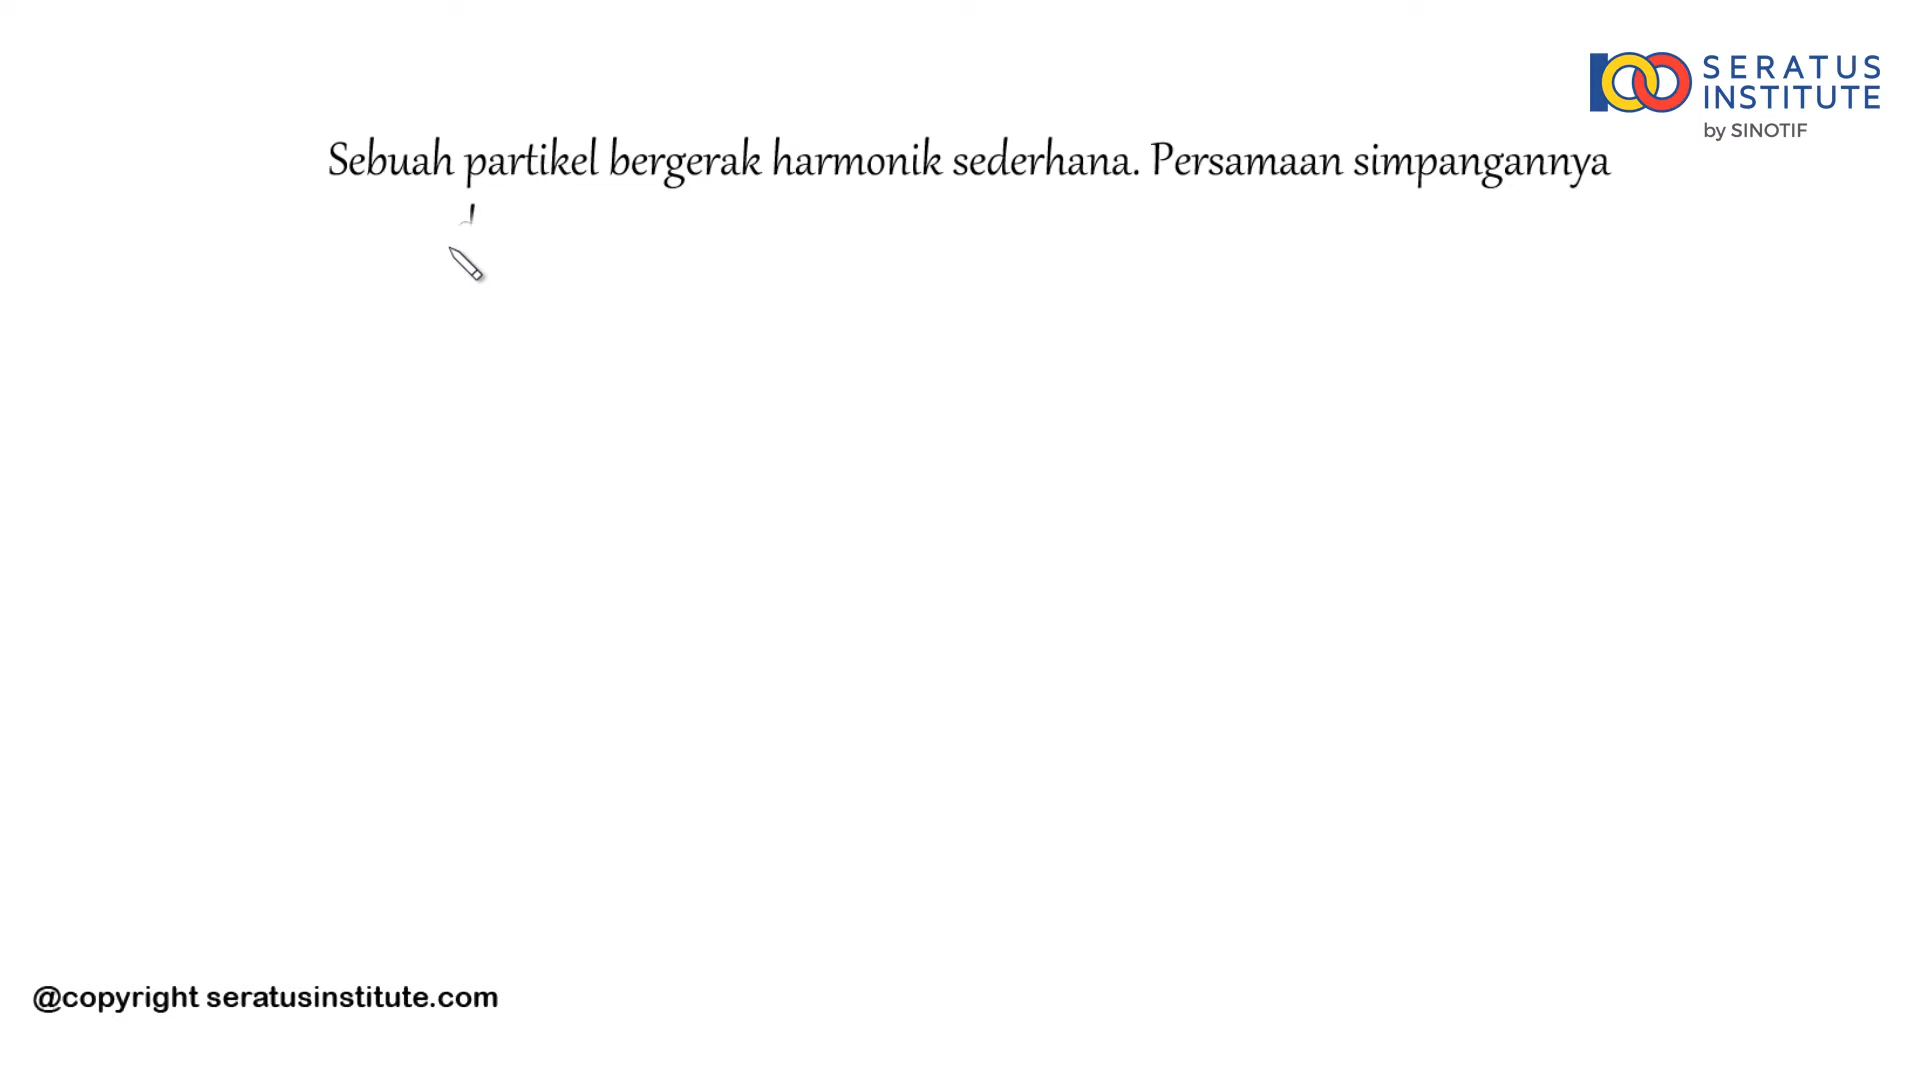 SERATUS
INSTITUTE
by SINOTIF
Sebuah partikel bergerak harmonik sederhana. Persamaan simpangannya
@copyright seratusinstitute.com